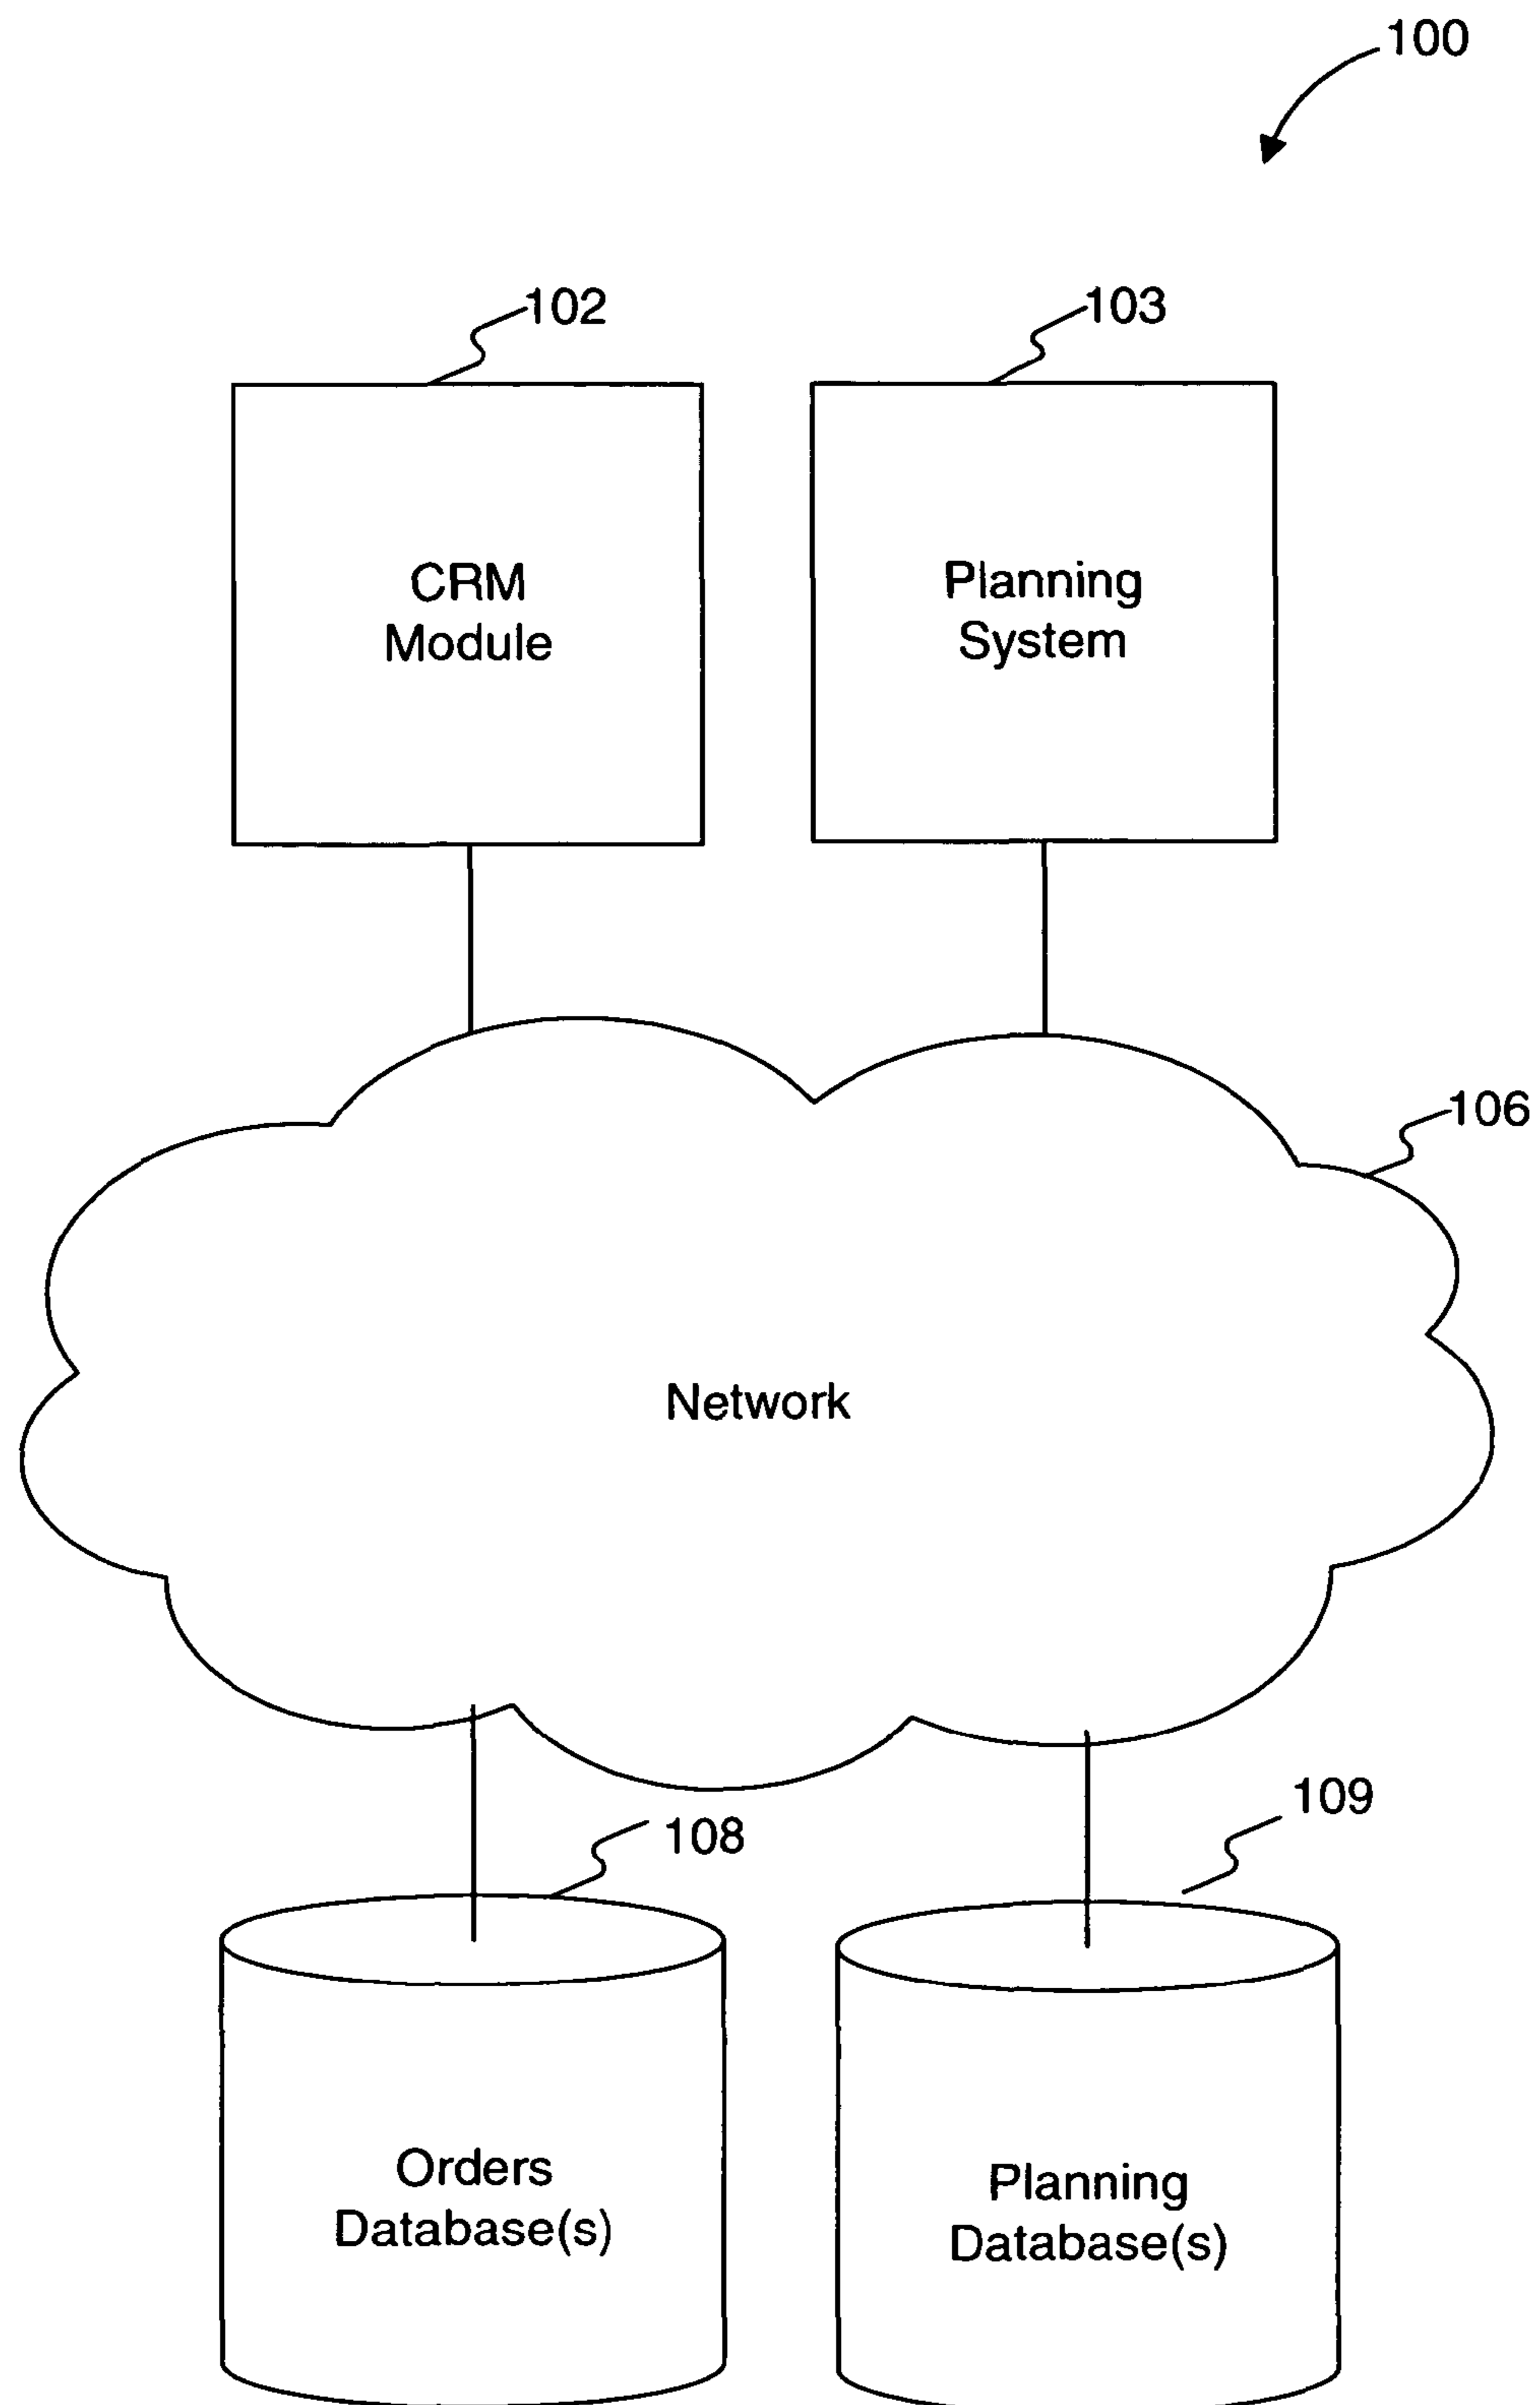 100
102
103
CRM
Module
Planning
System
106
Network
108
109
Orders
Database(s)
Planning
Database(s)